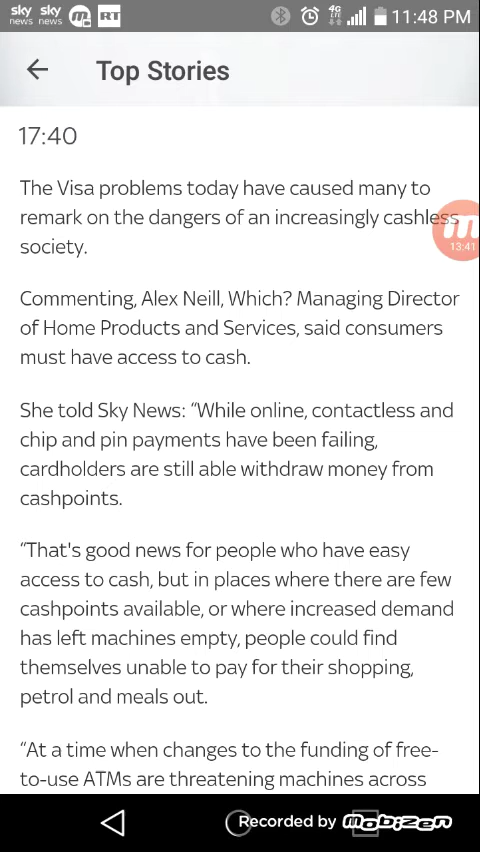 sky sky m RT 4G LTE 11:48 PM
news news
Top Stories
17:40
The Visa problems today have caused many to
remark on the dangers of an increasingly cashless
society.
m
13:41
Commenting, Alex Neill, Which? Managing Director
of Home Products and Services, said consumers
must have access to cash.
She told Sky News: “While online, contactless and
chip and pin payments have been failing,
cardholders are still able withdraw money from
cashpoints.
“That's good news for people who have easy
access to cash, but in places where there are few
cashpoints available, or where increased demand
has left machines empty, people could find
themselves unable to pay for their shopping,
petrol and meals out.
“At a time when changes to the funding of free-
to-use ATMs are threatening machines across
Recorded by mobizen